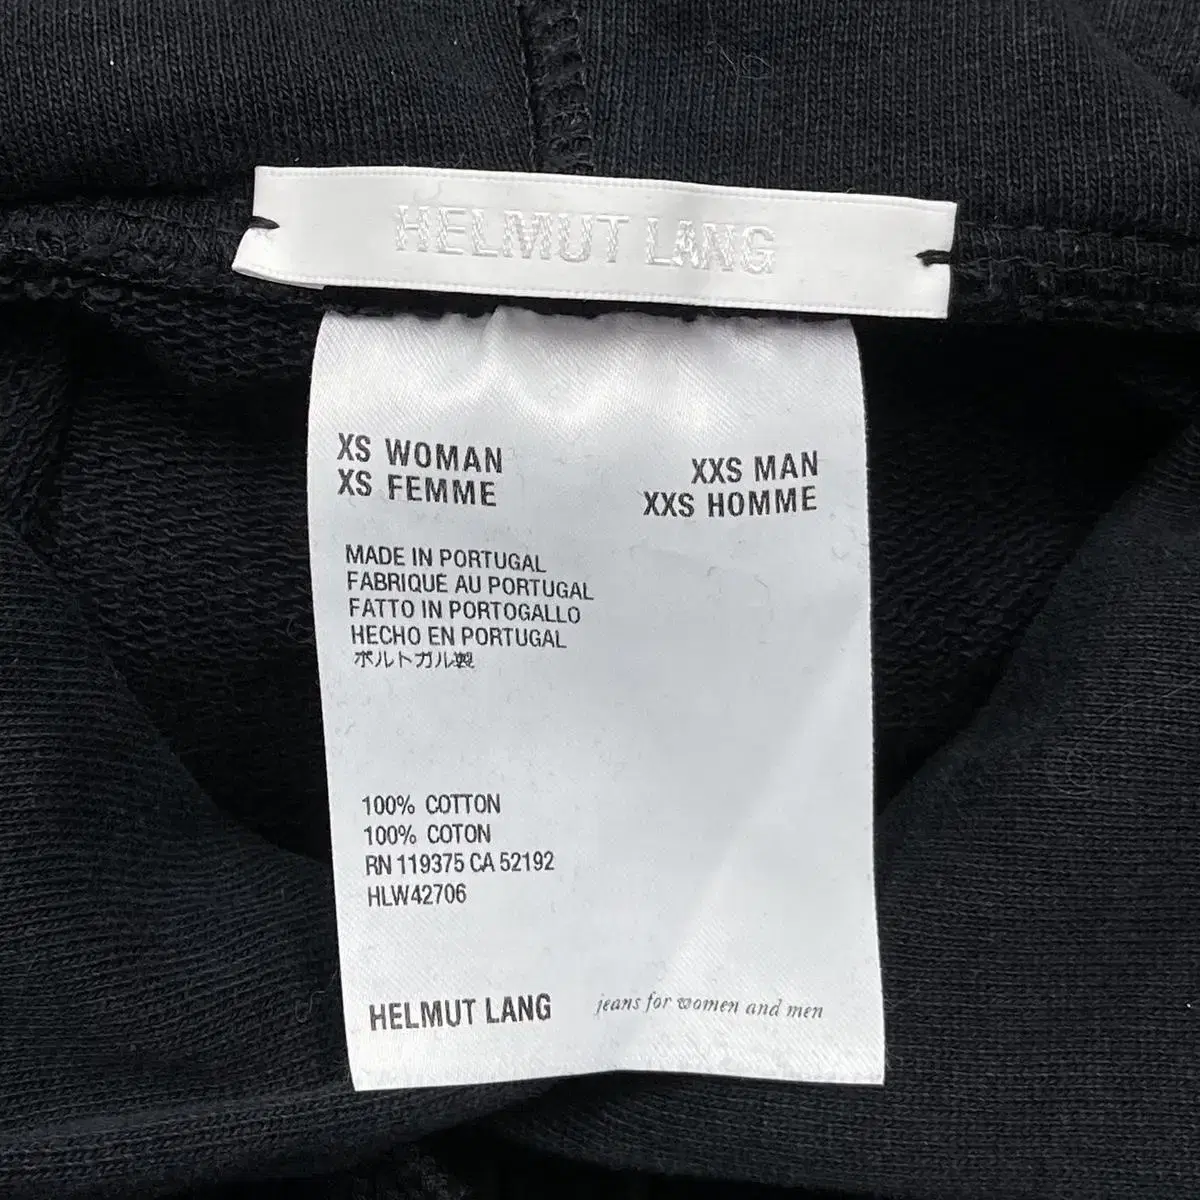 HELMUT LANG
XS WOMAN
XS FEMME
XXS MAN
XXS HOMME
MADE IN PORTUGAL
FABRIQUE AU PORTUGAL
FATTO IN PORTOGALLO
HECHO EN PORTUGAL
ポルトガル製
100% COTTON
100% COTON
RN 119375 CA 52192
HLW42706
HELMUT LANG jeans for women and men